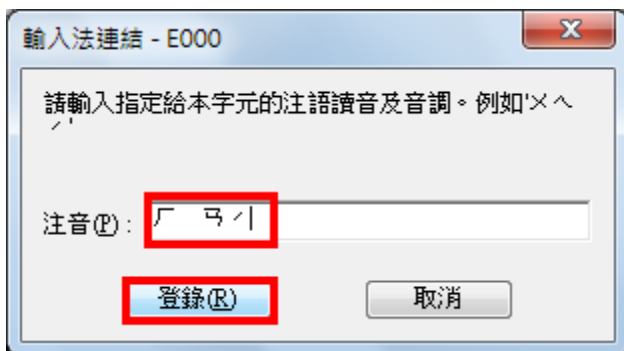 輸入法連結 - E000
請輸入指定給本字元的注語讀音及音調。例如'ㄨㄟ
ˊ'
注音(P)： ㄏ　ㄢˊ
登錄(R) 取消